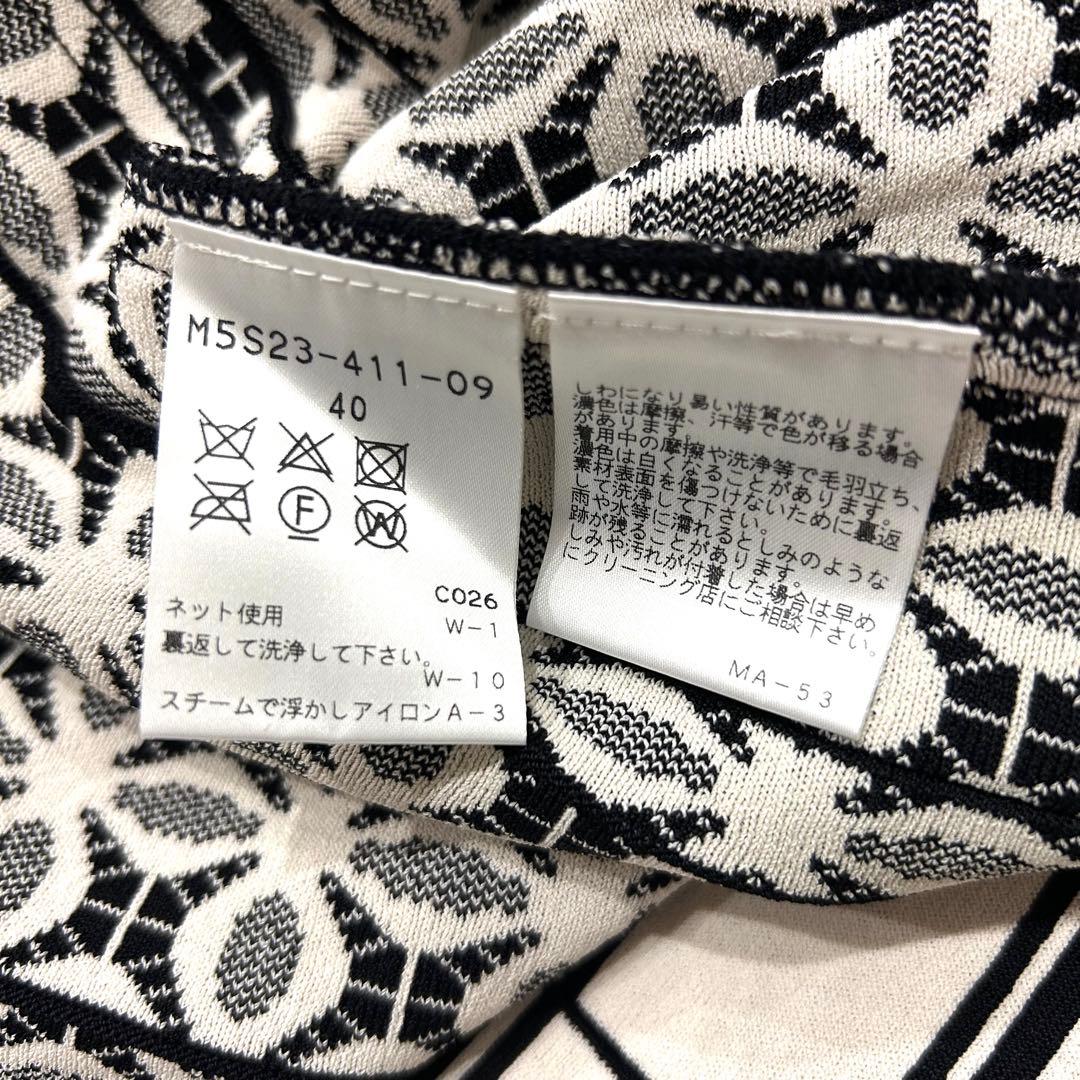 M5S23-411-09
40
F
W
C026
ネット使用
W-1
裏返して洗浄して下さい。
W-10
スチームで浮かしアイロンA-3
しわになり易い性質があります。
濃色は摩擦、汗等で色が移る場合
があります。
着用中の摩擦や洗浄等で毛羽立ち、
濃色は白くなることがあります。
素材表面を傷つけないために裏返
して洗浄して下さい。
雨や水等に濡れるとしみのような
跡が残ることがあります。
しみや汚れが付着した場合は早め
にクリーニング店にご相談下さい。
MA-53